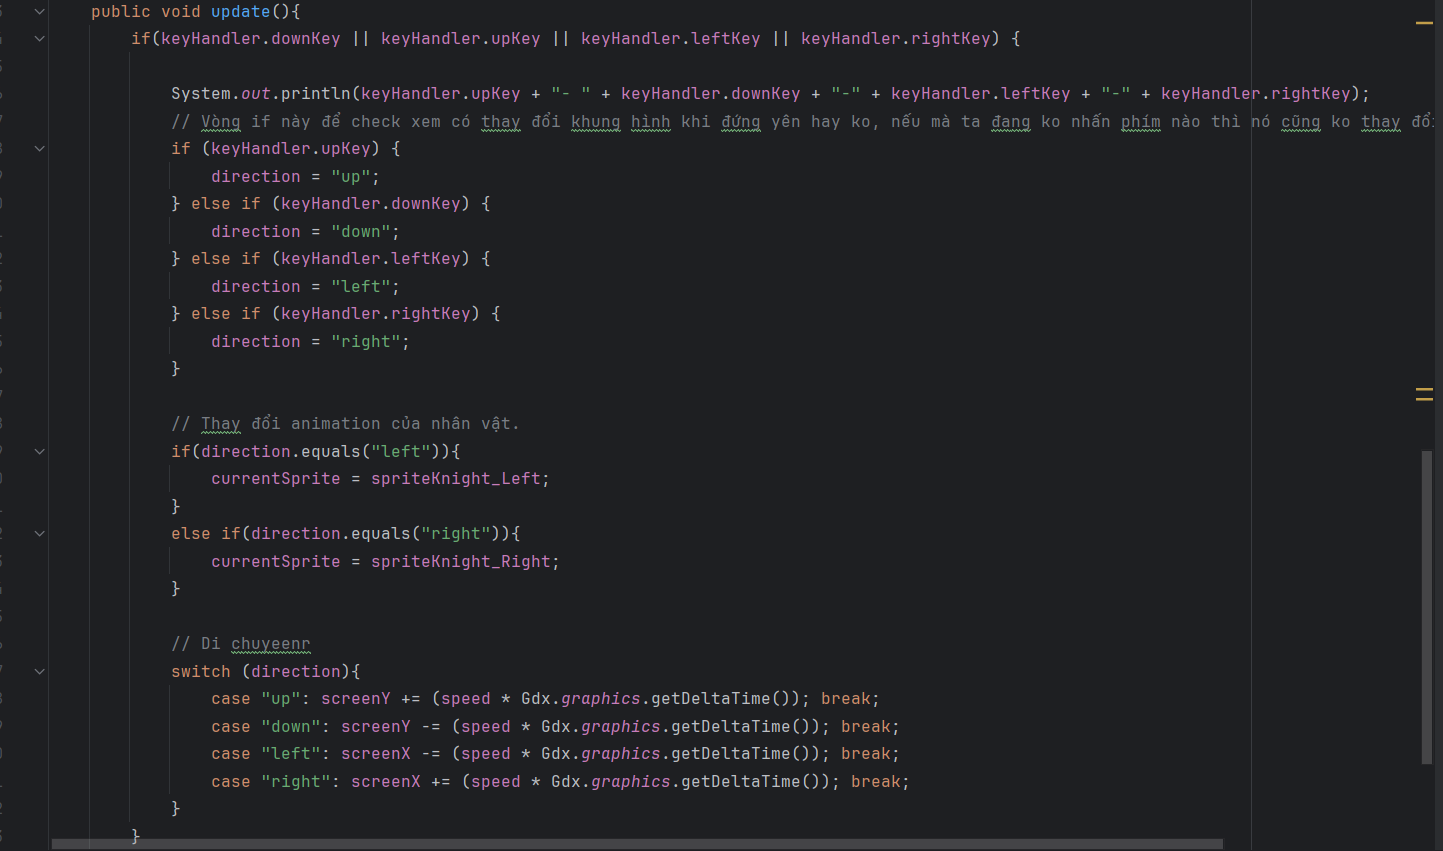 public void update(){
if(keyHandler.downKey || keyHandler.upKey || keyHandler.leftKey || keyHandler.rightKey) {
System.out.println(keyHandler.upKey + "- " + keyHandler.downKey + "-" + keyHandler.leftKey + "-" + keyHandler.rightKey);
// Vòng if này để check xem có thay đổi khung hình khi đứng yên hay ko, nếu mà ta đang ko nhấn phím nào thì nó cũng ko thay đổi
if (keyHandler.upKey) {
direction = "up";
} else if (keyHandler.downKey) {
direction = "down";
} else if (keyHandler.leftKey) {
direction = "left";
} else if (keyHandler.rightKey) {
direction = "right";
}
// Thay đổi animation của nhân vật.
if(direction.equals("left")){
currentSprite = spriteKnight_Left;
}
else if(direction.equals("right")){
currentSprite = spriteKnight_Right;
}
// Di chuyeenr
switch (direction){
case "up": screenY += (speed * Gdx.graphics.getDeltaTime()); break;
case "down": screenY -= (speed * Gdx.graphics.getDeltaTime()); break;
case "left": screenX -= (speed * Gdx.graphics.getDeltaTime()); break;
case "right": screenX += (speed * Gdx.graphics.getDeltaTime()); break;
}
}